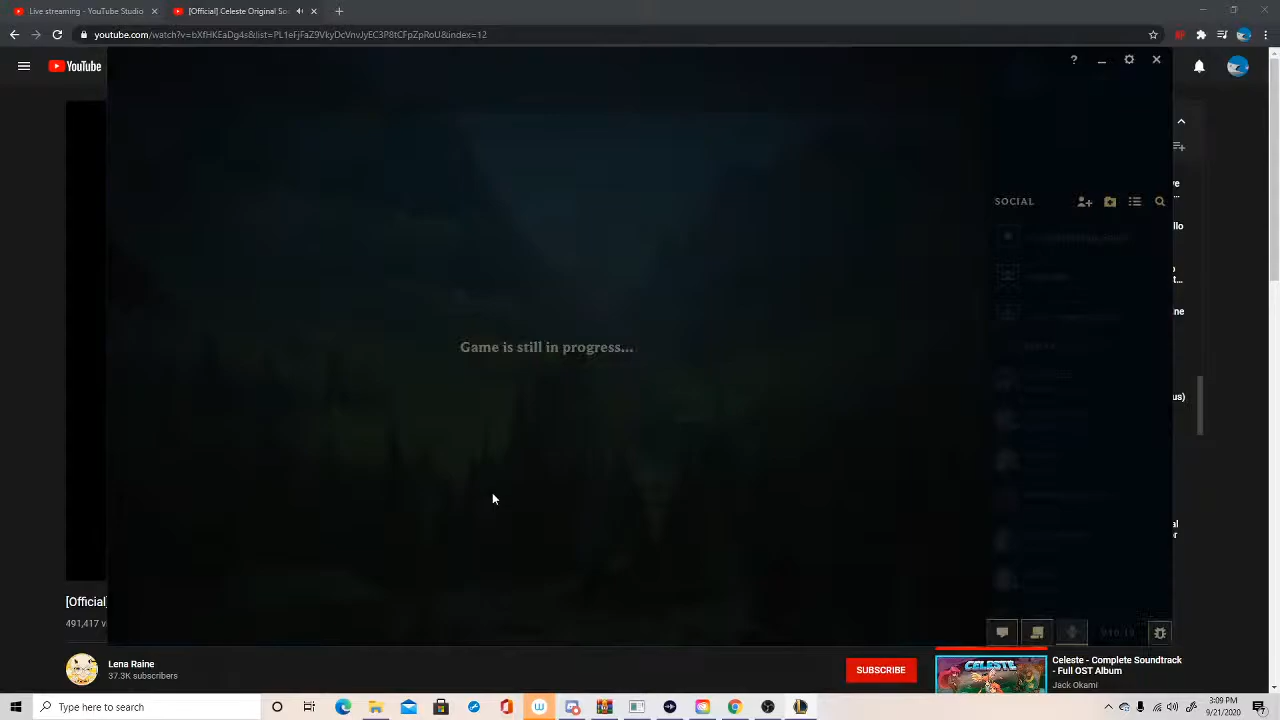 Live streaming - YouTube Studio
[Official] Celeste Original So
youtube.com/watch?v=bXfHKEaDg4s&list=PL1eFjFaZ9VkyDcVnvJyEC3P8tCFpZpRoU&index=12
YouTube
?
SOCIAL
Game is still in progress...
[Official]
491,417 v
Lena Raine
37.3K subscribers
SUBSCRIBE
CELESTE
Celeste - Complete Soundtrack
- Full OST Album
Jack Okami
Type here to search
3:09 PM
9/21/2020